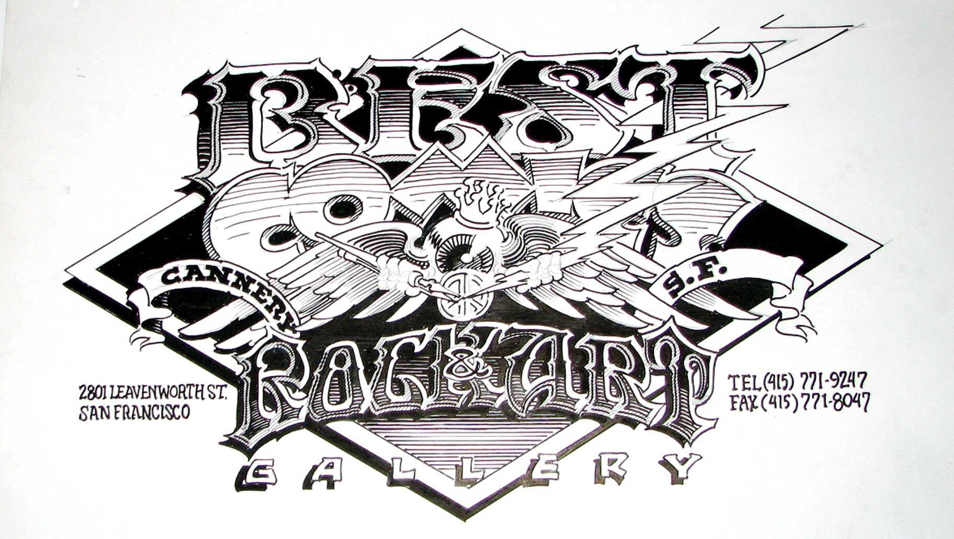 BEST
CANNERY
S.F.
ROCK & ART
2801 LEAVENWORTH ST.
SAN FRANCISCO
TEL.(415) 771-9247
FAX (415) 771-8047
GALLERY